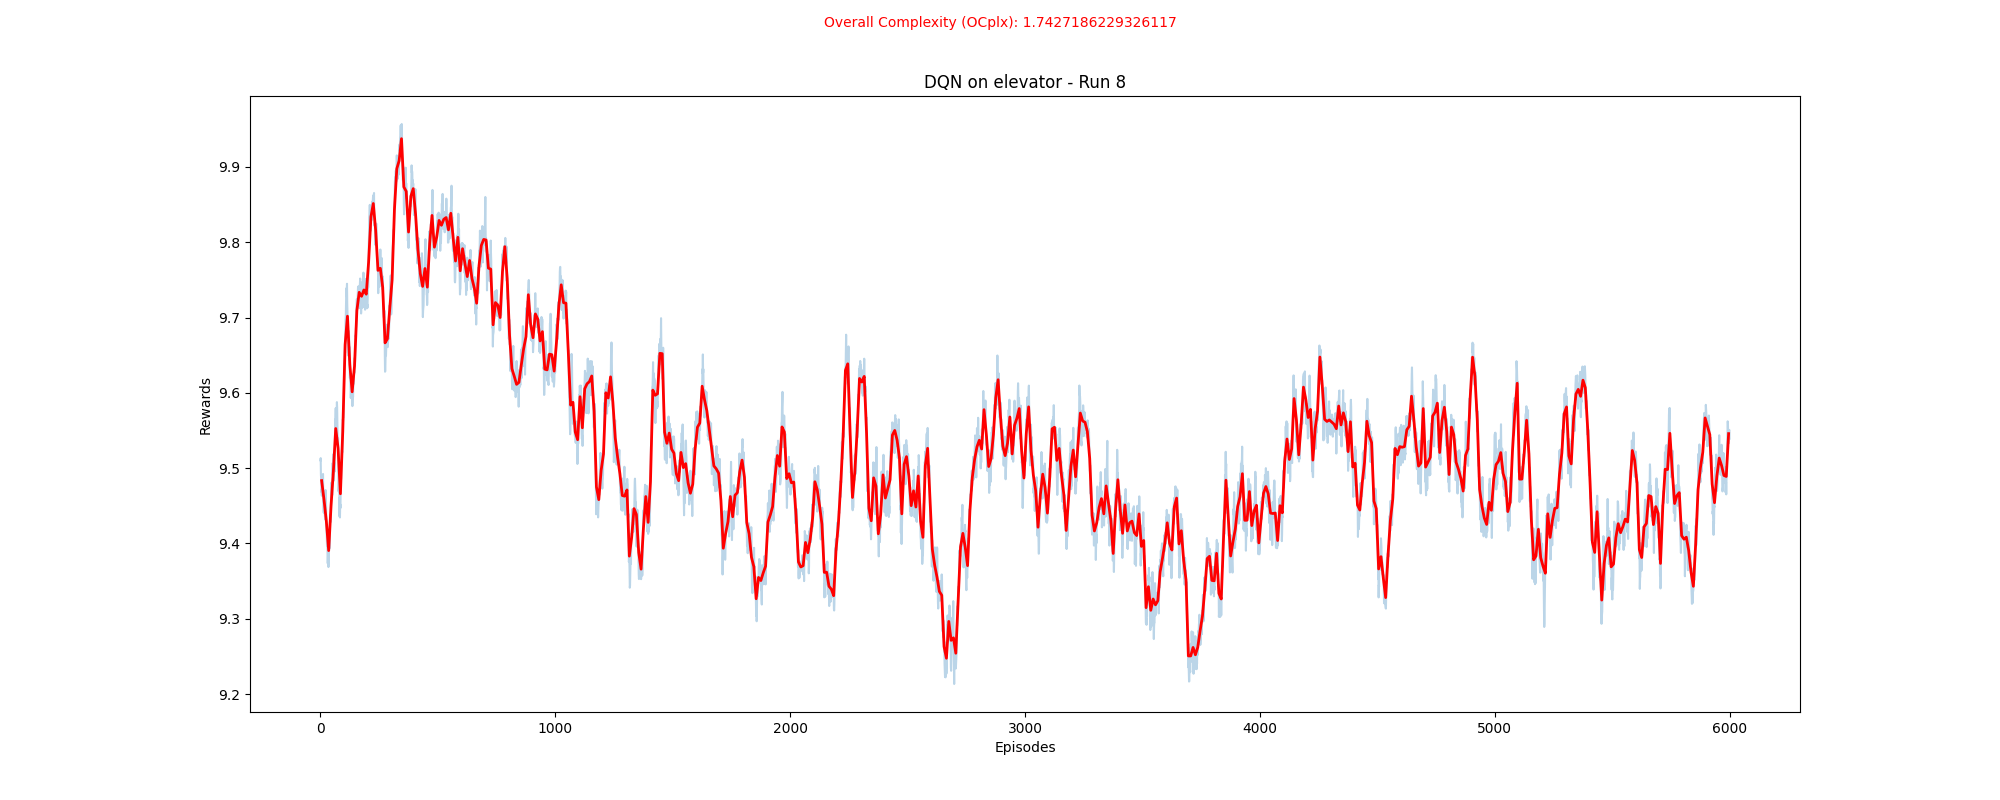 Overall Complexity (OCplx): 1.7427186229326117
DQN on elevator - Run 8
Rewards
9.9
9.8
9.7
9.6
9.5
9.4
9.3
9.2
0 1000 2000 3000 4000 5000 6000
Episodes